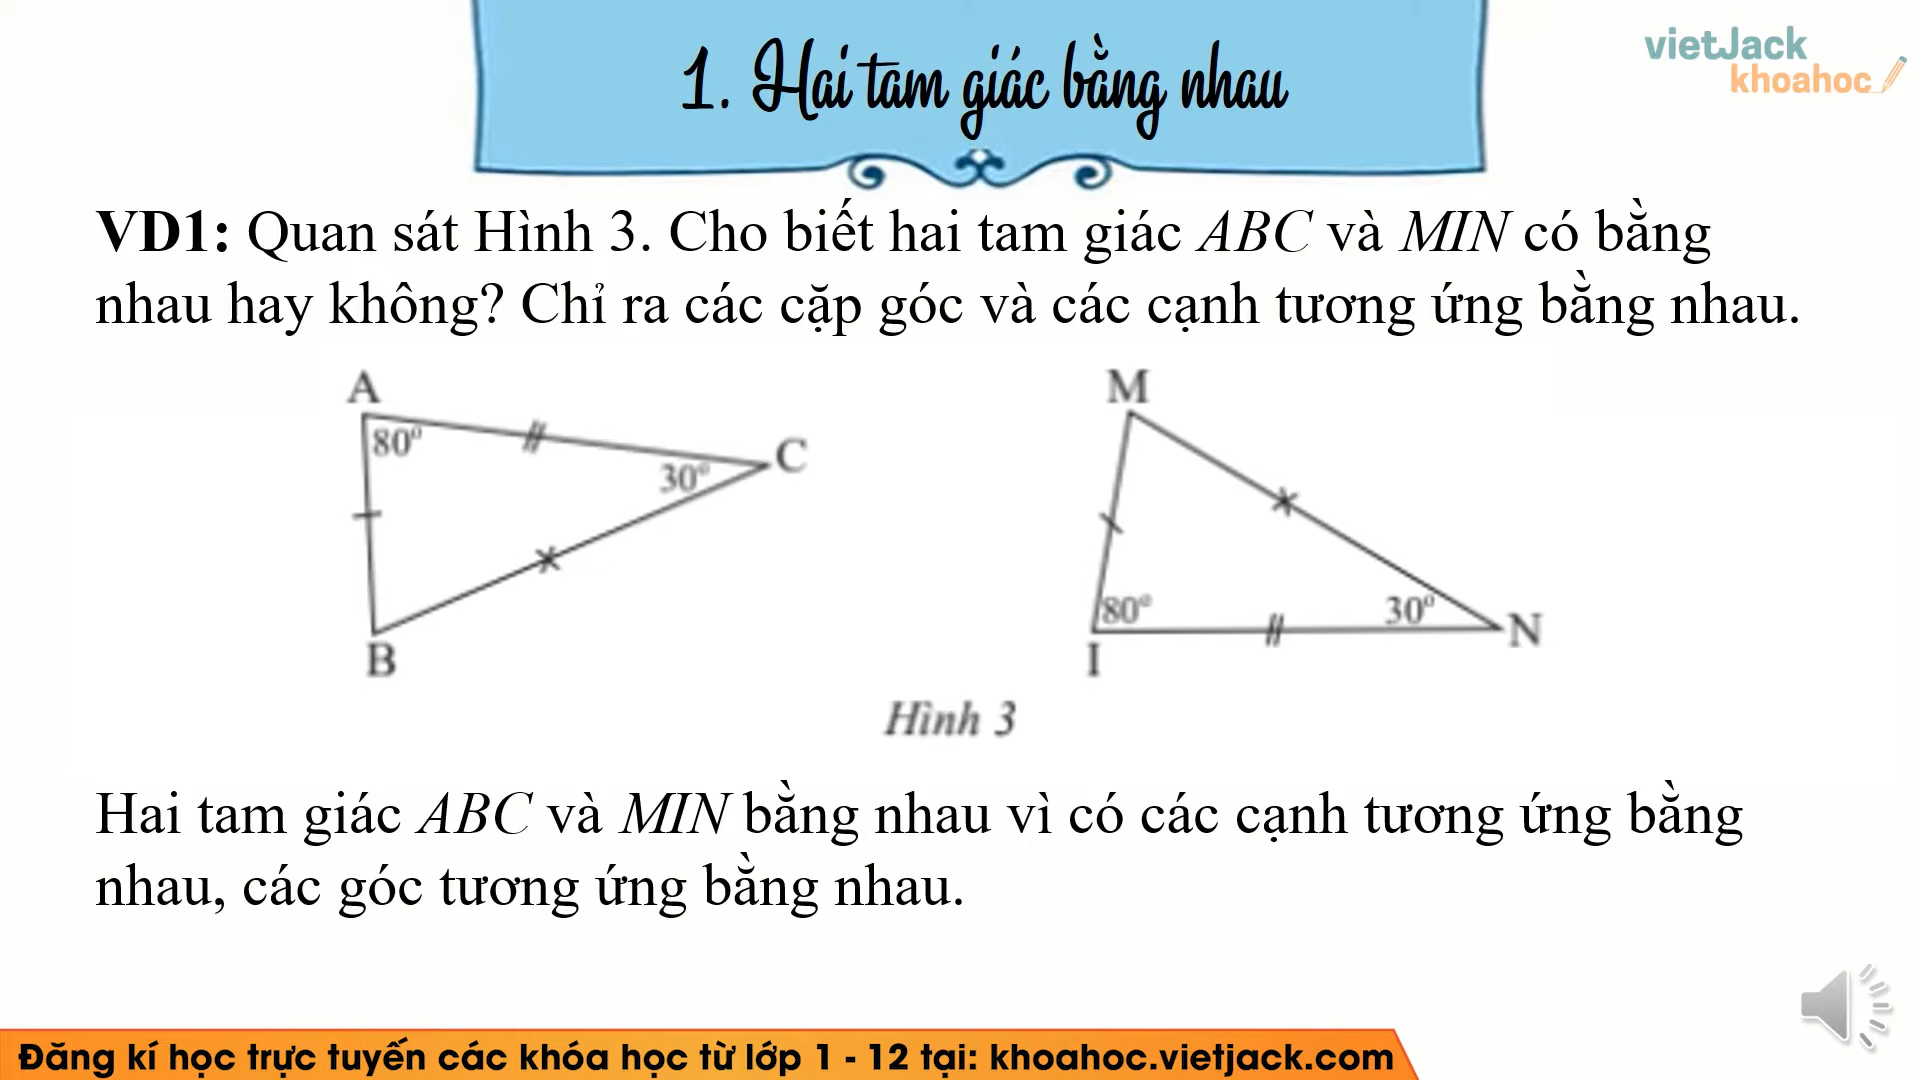 1. Hai tam giác bằng nhau
vietJack
khoahoc
VD1: Quan sát Hình 3. Cho biết hai tam giác ABC và MIN có bằng
nhau hay không? Chỉ ra các cặp góc và các cạnh tương ứng bằng nhau.
A
80º
30º
C
B
M
80º
30º
N
I
Hình 3
Hai tam giác ABC và MIN bằng nhau vì có các cạnh tương ứng bằng
nhau, các góc tương ứng bằng nhau.
Đăng kí học trực tuyến các khóa học từ lớp 1 - 12 tại: khoahoc.vietjack.com